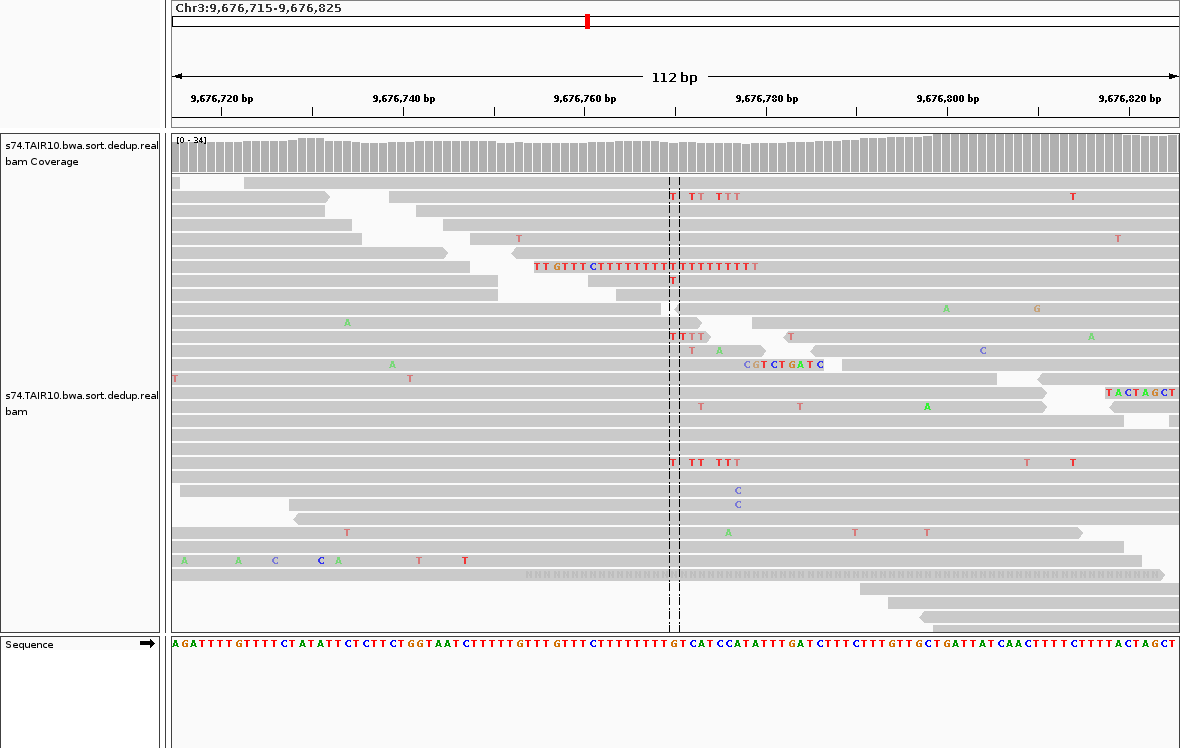 Chr3:9,676,715-9,676,825
112 bp
9,676,720 bp 9,676,740 bp 9,676,760 bp 9,676,780 bp 9,676,800 bp 9,676,820 bp
s74.TAIR10.bwa.sort.dedup.real
bam Coverage
[0 - 34]
T TT TTT T
T T
TTGTTTCTTTTTTTTTTTTTTTTTT
T
A G
A
TTTT T A
T A C
A CGTCTGATC
T T
TACTAGCT
T T A
T TT TTT T T
C
C
T A T T
A A C C A T T
s74.TAIR10.bwa.sort.dedup.real
bam
Sequence
AGATTTTGTTTTCTATATTCTCTTCTGGTAATCTTTTTGTTTGTTTCTTTTTTTTGTCATCCATATTTGATCTTTCTTTGTTGCTGATTATCAACTTTTCTTTTACTAGCT